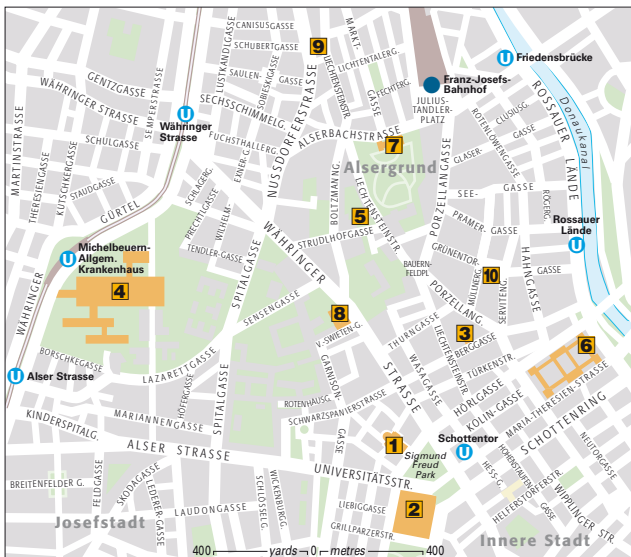 CANISIUSGASSE
SCHUBERTGASSE
9
MARKT-
GASSE
LICHTENTALERG.
LIECHTENSTEINSTR.
FECHTERG.
SAULEN-
GASSE
LUSTKANDLGASSE
SOBIESKIGASSE
SECHSSCHIMMELG.
NUSSDORFERSTRASSE
U Friedensbrücke
Franz-Josefs-
Bahnhof
JULIUS-
TANDLER-
PLATZ
ROSSAUER
LÄNDE
Donaukanal
GENTZGASSE
WÄHRINGER STRASSE
SEMPERSTRASSE
U
Währinger
Strasse
SCHULGASSE
MARTINSTRASSE
THERESIENGASSE
KUTSCHKERGASSE
STAUDGASSE
FUCHSTHALLERG.
ALSERBACHSTRASSE
7
Alsergrund
CLUSIUSG.
ROTENLÖWENGASSE
GASSE
GLASER-
SEE-
GASSE
RÖGERG.
PRAMER-
GASSE
PORZELLANGASSE
BOLTZMANNG.
5
LIECHTENSTEINSTR.
STRUDLHOFGASSE
SCHLAGERG.
EXNER-G.
PRECHTLGASSE
WILHELM-
TENDLER-GASSE
GÜRTEL
WÄHRINGER
U
Michelbeuern-
Allgem.
Krankenhaus
4
SPITALGASSE
WÄHRINGER
STRASSE
SENSENGASSE
BAUERN-
FELDPL.
GRÜNENTOR-
GASSE
10
MÜLLNERG.
SERVITENG.
HAHNGASSE
Rossauer
Lände
U
PORZELLANG.
8
V-SWIETEN-G.
THURNGASSE
3
BERGGASSE
LIECHTENSTEINSTR.
WASAGASSE
TÜRKENSTR.
6
HÖRLGASSE
KOLIN-GASSE
MARIA-THERESIEN-STRASSE
SCHOTTENRING
BORSCHKEGASSE
LAZARETTGASSE
U Alser Strasse
HÖFERGASSE
SPITALGASSE
GARNISON-
GASSE
ROTENHAUSG.
SCHWARZSPANIERSTRASSE
MARIANNENGASSE
KINDERSPITALG.
ALSER STRASSE
UNIVERSITÄTSSTR.
1
Sigmund
Freud
Park
Schottentor
U
HESS-G.
HOHENSTAUFENG.
HELFERSTORFERSTR.
WIPPLINGER STR.
NEUTORGASSE
BREITENFELDER G.
FELDGASSE
SKODAGASSE
LEDERER-GASSE
LAUDONGASSE
SCHLÖSSELG.
WICKENBURGG.
LIEBIGGASSE
GRILLPARZERSTR.
2
Josefstadt
Innere Stadt
400 yards 0 metres 400